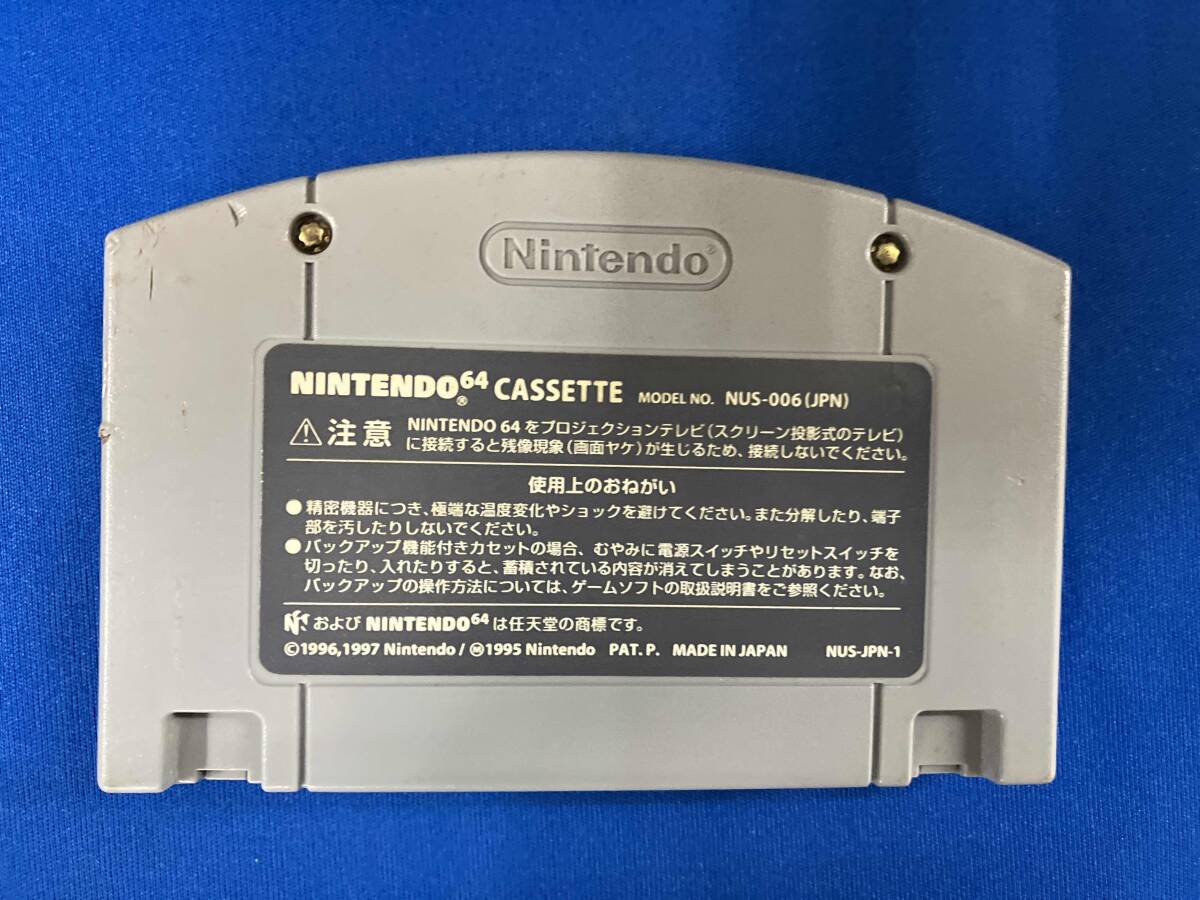 Nintendo®
NINTENDO®64 CASSETTE MODEL NO. NUS-006(JPN)
⚠注意 NINTENDO 64をプロジェクションテレビ(スクリーン投影式のテレビ)
に接続すると残像現象(画面ヤケ)が生じるため、接続しないでください。
使用上のおねがい
●精密機器につき、極端な温度変化やショックを避けてください。また分解したり、端子
部を汚したりしないでください。
●バックアップ機能付きカセットの場合、むやみに電源スイッチやリセットスイッチを
切ったり、入れたりすると、蓄積されている内容が消えてしまうことがあります。なお、
バックアップの操作方法については、ゲームソフトの取扱説明書をご参照ください。
および NINTENDO64 は任天堂の商標です。
©1996,1997 Nintendo/Ⓜ1995 Nintendo PAT.P. MADE IN JAPAN NUS-JPN-1